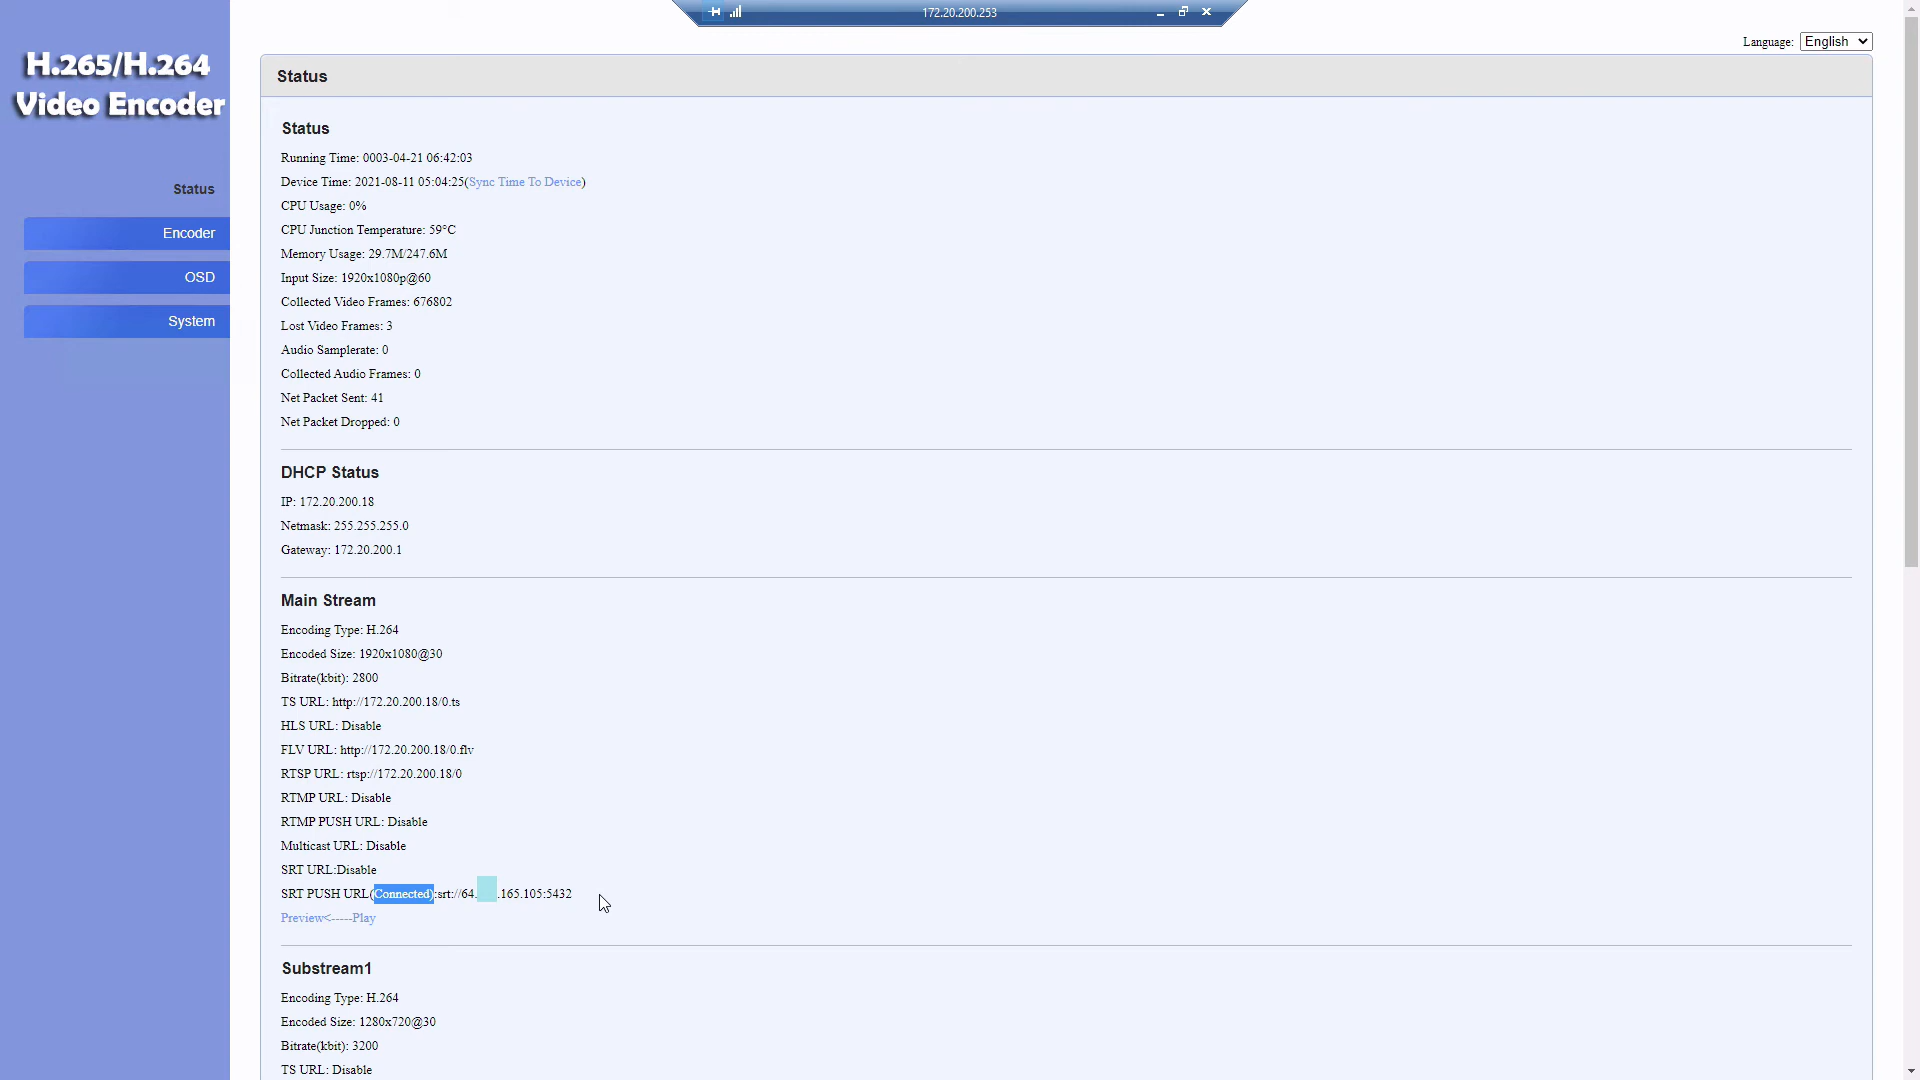 172.20.200.253
Language: English
H.265/H.264
Video Encoder
Status
Encoder
OSD
System
Status
Status
Running Time: 0003-04-21 06:42:03
Device Time: 2021-08-11 05:04:25(Sync Time To Device)
CPU Usage: 0%
CPU Junction Temperature: 59°C
Memory Usage: 29.7M/247.6M
Input Size: 1920x1080p@60
Collected Video Frames: 676802
Lost Video Frames: 3
Audio Samplerate: 0
Collected Audio Frames: 0
Net Packet Sent: 41
Net Packet Dropped: 0
DHCP Status
IP: 172.20.200.18
Netmask: 255.255.255.0
Gateway: 172.20.200.1
Main Stream
Encoding Type: H.264
Encoded Size: 1920x1080@30
Bitrate(kbit): 2800
TS URL: http://172.20.200.18/0.ts
HLS URL: Disable
FLV URL: http://172.20.200.18/0.flv
RTSP URL: rtsp://172.20.200.18/0
RTMP URL: Disable
RTMP PUSH URL: Disable
Multicast URL: Disable
SRT URL:Disable
SRT PUSH URL(Connected):srt://64. .165.105:5432
Preview<-----Play
Substream1
Encoding Type: H.264
Encoded Size: 1280x720@30
Bitrate(kbit): 3200
TS URL: Disable